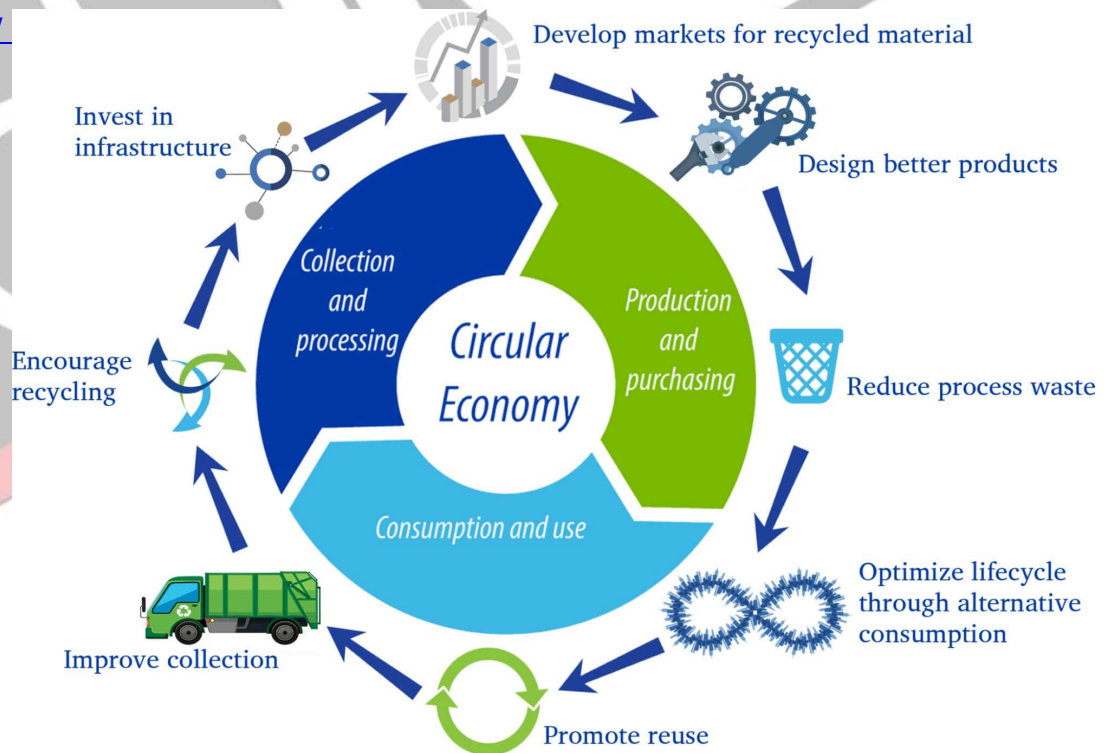 Develop markets for recycled material
Invest in
infrastructure
Design better products
Collection
and
processing
Circular
Economy
Production
and
purchasing
Encourage
recycling
Reduce process waste
Consumption and use
Optimize lifecycle
through alternative
consumption
Improve collection
Promote reuse